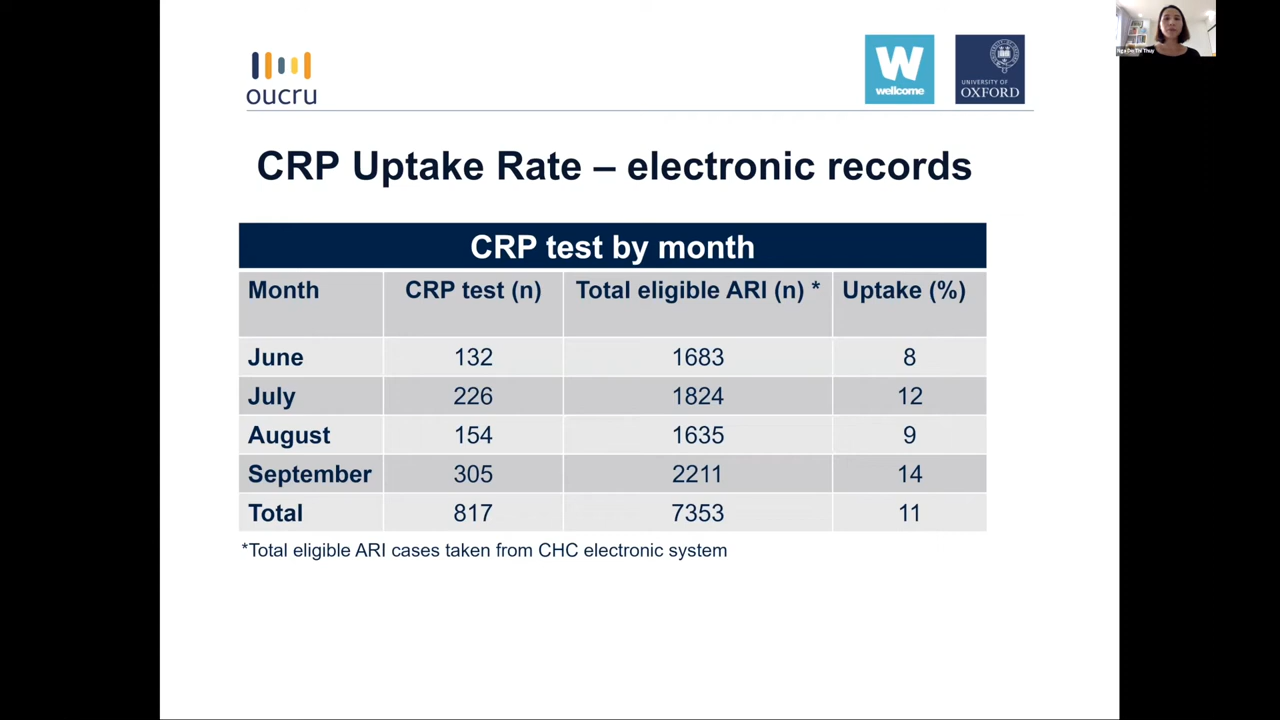 oucru
wellcome
UNIVERSITY OF
OXFORD
CRP Uptake Rate – electronic records
CRP test by month
Month CRP test (n) Total eligible ARI (n) * Uptake (%)
June 132 1683 8
July 226 1824 12
August 154 1635 9
September 305 2211 14
Total 817 7353 11
*Total eligible ARI cases taken from CHC electronic system